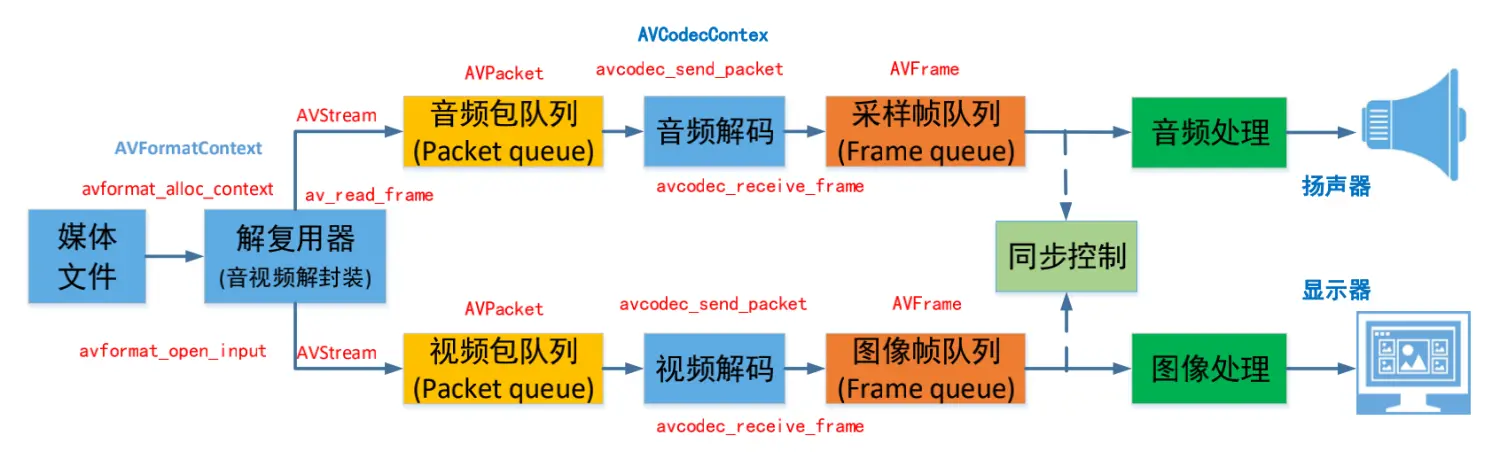 AVCodecContex
AVPacket
avcodec_send_packet
AVFrame
AVStream
音频包队列
(Packet queue)
音频解码
采样帧队列
(Frame queue)
音频处理
AVFormatContext
avformat_alloc_context
av_read_frame
avcodec_receive_frame
扬声器
媒体
文件
解复用器
(音视频解封装)
同步控制
显示器
AVPacket
avcodec_send_packet
AVFrame
avformat_open_input
AVStream
视频包队列
(Packet queue)
视频解码
图像帧队列
(Frame queue)
图像处理
avcodec_receive_frame